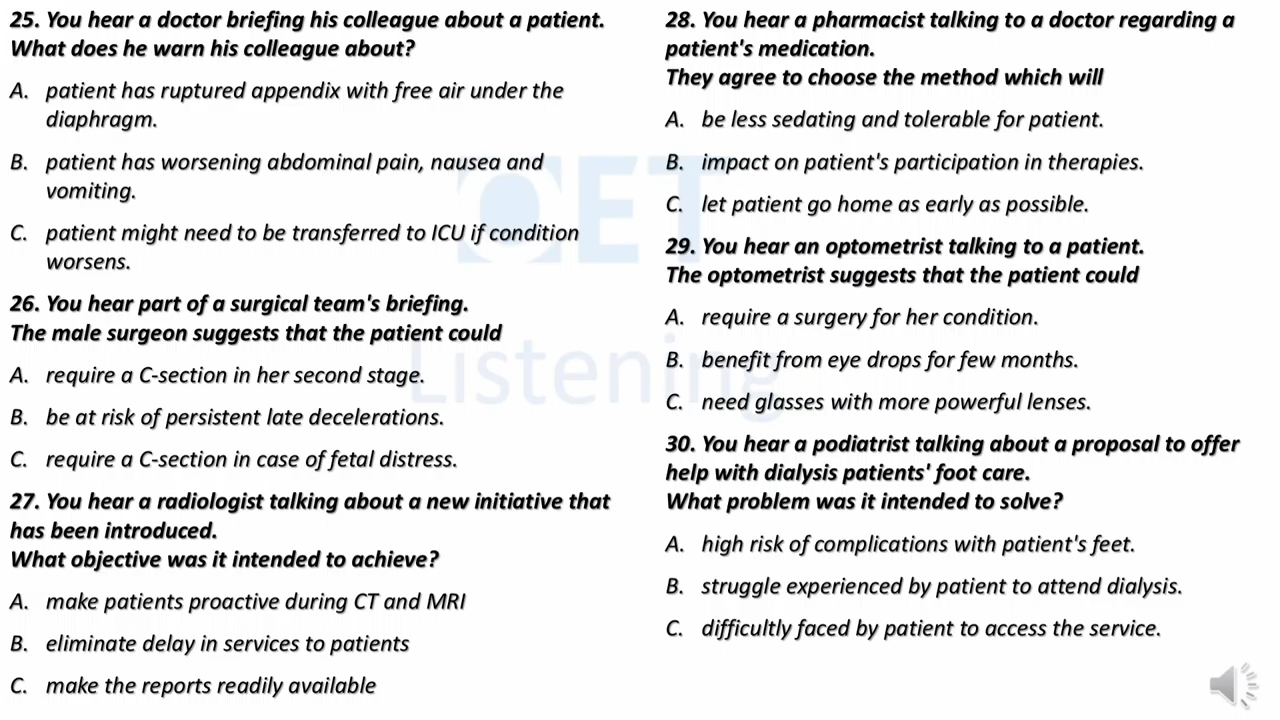 25. You hear a doctor briefing his colleague about a patient.
What does he warn his colleague about?
A. patient has ruptured appendix with free air under the
diaphragm.
B. patient has worsening abdominal pain, nausea and
vomiting.
C. patient might need to be transferred to ICU if condition
worsens.
26. You hear part of a surgical team's briefing.
The male surgeon suggests that the patient could
A. require a C-section in her second stage.
B. be at risk of persistent late decelerations.
C. require a C-section in case of fetal distress.
27. You hear a radiologist talking about a new initiative that
has been introduced.
What objective was it intended to achieve?
A. make patients proactive during CT and MRI
B. eliminate delay in services to patients
C. make the reports readily available
28. You hear a pharmacist talking to a doctor regarding a
patient's medication.
They agree to choose the method which will
A. be less sedating and tolerable for patient.
B. impact on patient's participation in therapies.
C. let patient go home as early as possible.
29. You hear an optometrist talking to a patient.
The optometrist suggests that the patient could
A. require a surgery for her condition.
B. benefit from eye drops for few months.
C. need glasses with more powerful lenses.
30. You hear a podiatrist talking about a proposal to offer
help with dialysis patients' foot care.
What problem was it intended to solve?
A. high risk of complications with patient's feet.
B. struggle experienced by patient to attend dialysis.
C. difficultly faced by patient to access the service.
OET
Listening